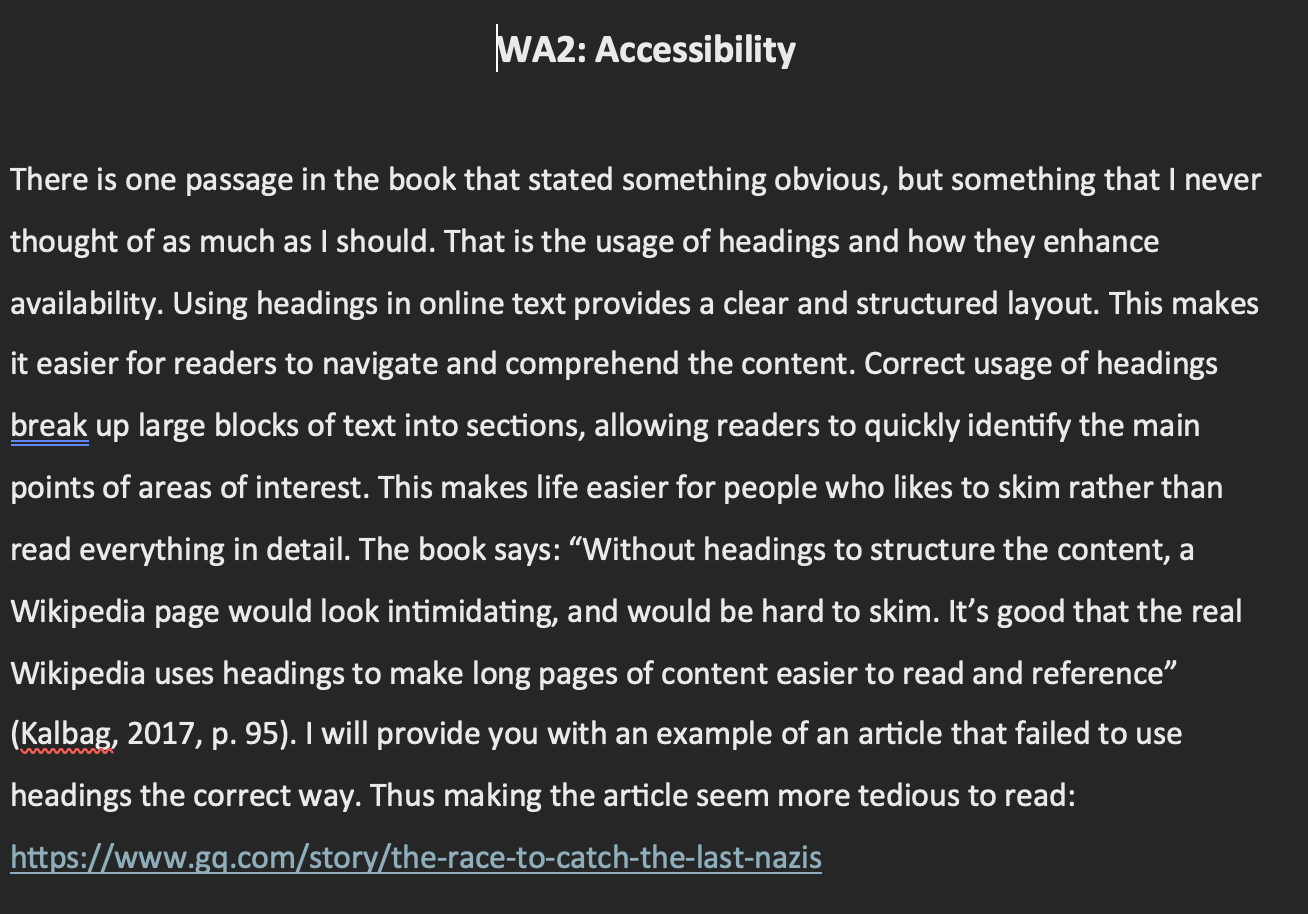 WA2: Accessibility
There is one passage in the book that stated something obvious, but something that I never
thought of as much as I should. That is the usage of headings and how they enhance
availability. Using headings in online text provides a clear and structured layout. This makes
it easier for readers to navigate and comprehend the content. Correct usage of headings
break up large blocks of text into sections, allowing readers to quickly identify the main
points of areas of interest. This makes life easier for people who likes to skim rather than
read everything in detail. The book says: “Without headings to structure the content, a
Wikipedia page would look intimidating, and would be hard to skim. It’s good that the real
Wikipedia uses headings to make long pages of content easier to read and reference”
(Kalbag, 2017, p. 95). I will provide you with an example of an article that failed to use
headings the correct way. Thus making the article seem more tedious to read:
https://www.gq.com/story/the-race-to-catch-the-last-nazis